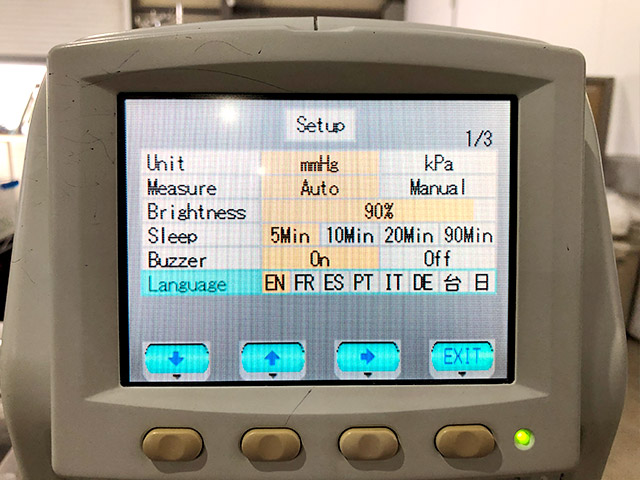 Setup
1/3
Unit mmHg kPa
Measure Auto Manual
Brightness 90%
Sleep 5Min 10Min 20Min 90Min
Buzzer On Off
Language EN FR ES PT IT DE 台 日
EXIT